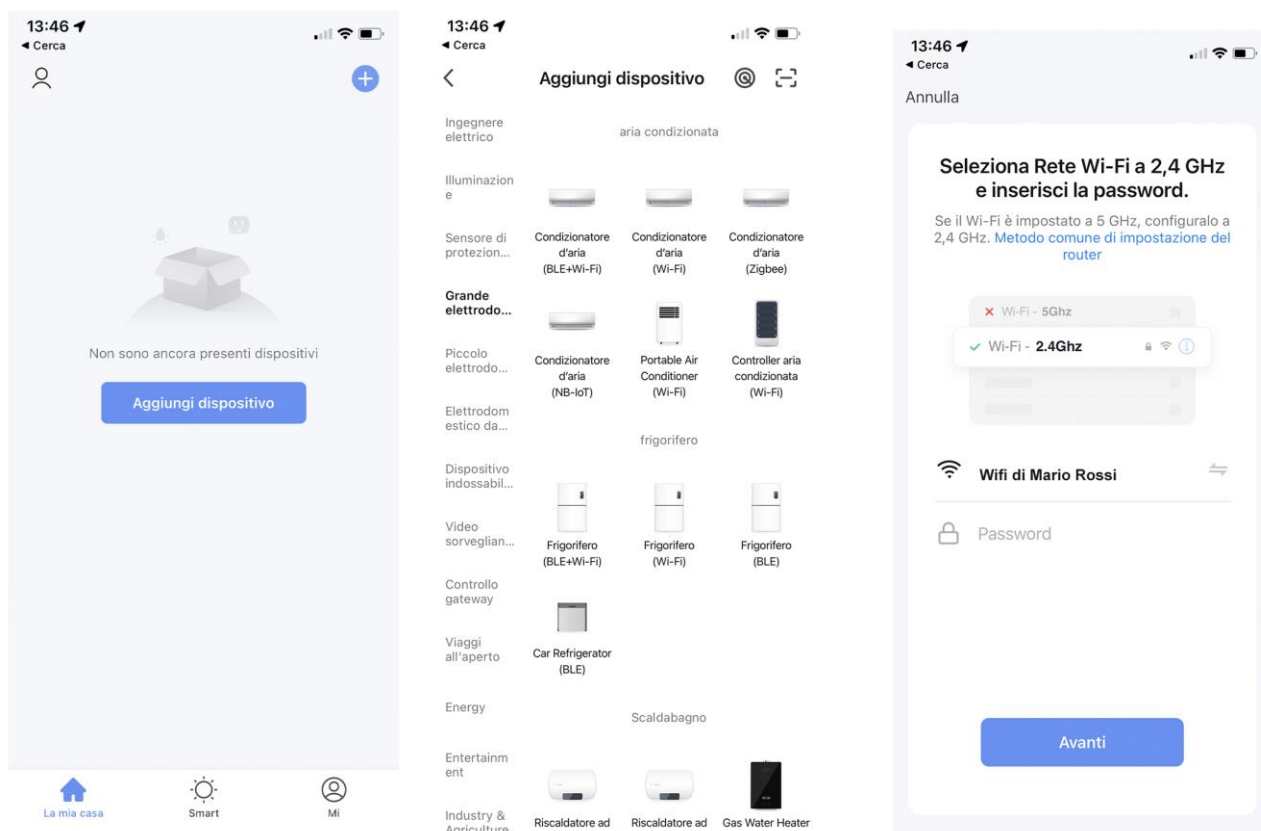 13:46
◀ Cerca
Non sono ancora presenti dispositivi
Aggiungi dispositivo
La mia casa
Smart
Mi
13:46
◀ Cerca
Aggiungi dispositivo
Ingegnere
elettrico
Illuminazion
e
Sensore di
protezion...
Grande
elettrodo...
Piccolo
elettrodo...
Elettrodom
estico da...
Dispositivo
indossabil...
Video
sorveglian...
Controllo
gateway
Viaggi
all'aperto
Energy
Entertainm
ent
Industry &
Agriculture
aria condizionata
Condizionatore
d'aria
(BLE+Wi-Fi)
Condizionatore
d'aria
(Wi-Fi)
Condizionatore
d'aria
(Zigbee)
Condizionatore
d'aria
(NB-IoT)
Portable Air
Conditioner
(Wi-Fi)
Controller aria
condizionata
(Wi-Fi)
frigorifero
Frigorifero
(BLE+Wi-Fi)
Frigorifero
(Wi-Fi)
Frigorifero
(BLE)
Car Refrigerator
(BLE)
Scaldabagno
Riscaldatore ad
Riscaldatore ad
Gas Water Heater
13:46
◀ Cerca
Annulla
Seleziona Rete Wi-Fi a 2,4 GHz
e inserisci la password.
Se il Wi-Fi è impostato a 5 GHz, configuralo a
2,4 GHz. Metodo comune di impostazione del
router
Wi-Fi - 5Ghz
Wi-Fi - 2.4Ghz
Wifi di Mario Rossi
Password
Avanti